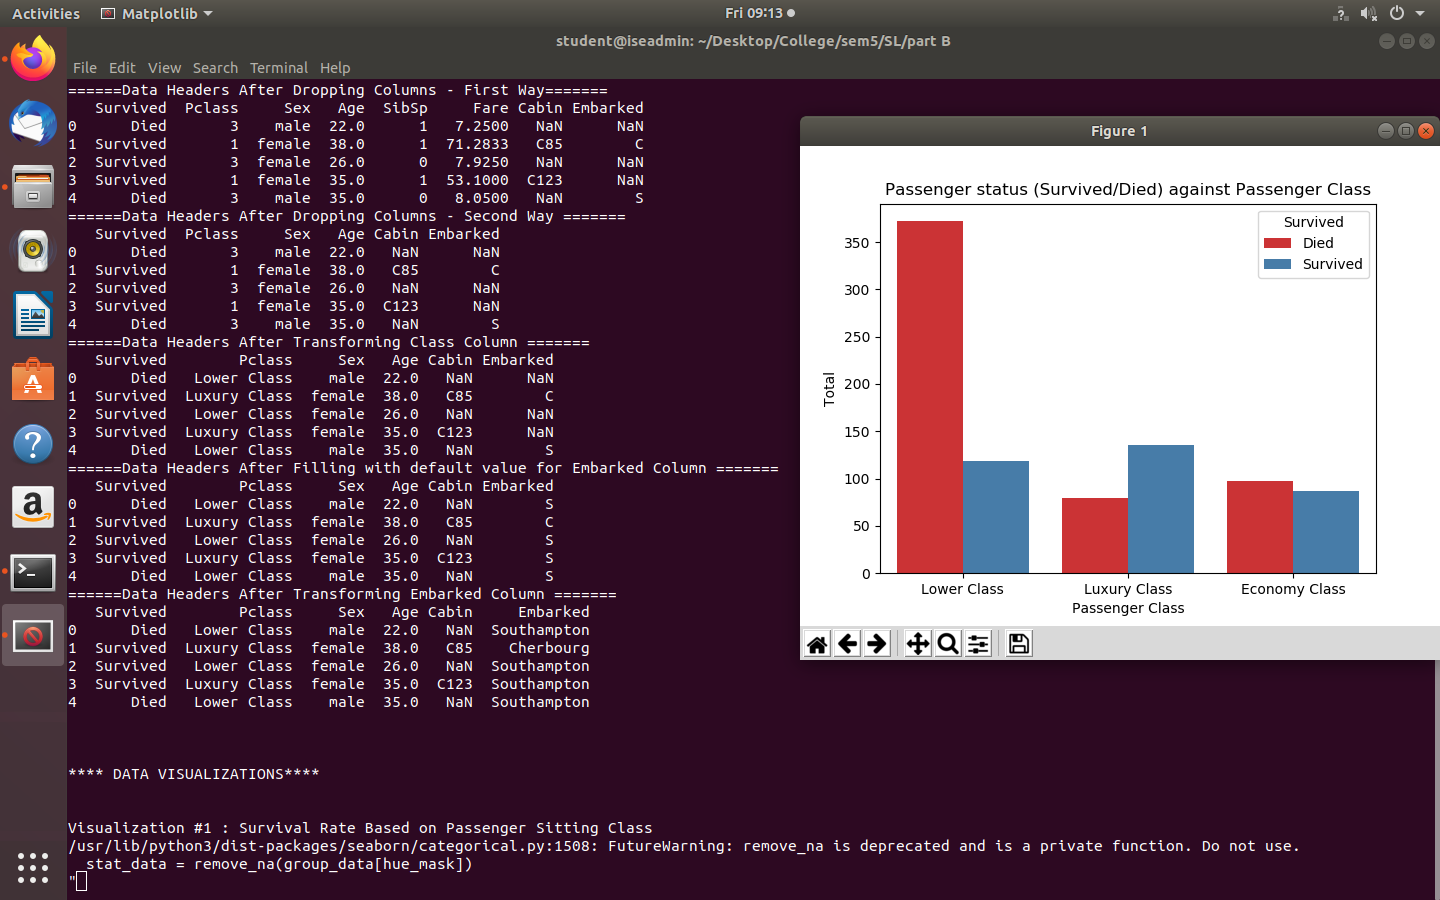 Activities Matplotlib Fri 09:13
student@iseadmin: ~/Desktop/College/sem5/SL/part B
File Edit View Search Terminal Help
======Data Headers After Dropping Columns - First Way=======
   Survived  Pclass     Sex   Age  SibSp     Fare Cabin Embarked
0      Died       3    male  22.0      1   7.2500   NaN      NaN
1  Survived       1  female  38.0      1  71.2833   C85        C
2  Survived       3  female  26.0      0   7.9250   NaN      NaN
3  Survived       1  female  35.0      1  53.1000  C123      NaN
4      Died       3    male  35.0      0   8.0500   NaN        S
======Data Headers After Dropping Columns - Second Way =======
   Survived  Pclass     Sex   Age Cabin Embarked
0      Died       3    male  22.0   NaN      NaN
1  Survived       1  female  38.0   C85        C
2  Survived       3  female  26.0   NaN      NaN
3  Survived       1  female  35.0  C123      NaN
4      Died       3    male  35.0   NaN        S
======Data Headers After Transforming Class Column =======
   Survived        Pclass     Sex   Age Cabin Embarked
0      Died   Lower Class    male  22.0   NaN      NaN
1  Survived  Luxury Class  female  38.0   C85        C
2  Survived   Lower Class  female  26.0   NaN      NaN
3  Survived  Luxury Class  female  35.0  C123      NaN
4      Died   Lower Class    male  35.0   NaN        S
======Data Headers After Filling with default value for Embarked Column =======
   Survived        Pclass     Sex   Age Cabin Embarked
0      Died   Lower Class    male  22.0   NaN        S
1  Survived  Luxury Class  female  38.0   C85        C
2  Survived   Lower Class  female  26.0   NaN        S
3  Survived  Luxury Class  female  35.0  C123        S
4      Died   Lower Class    male  35.0   NaN        S
======Data Headers After Transforming Embarked Column =======
   Survived        Pclass     Sex   Age Cabin     Embarked
0      Died   Lower Class    male  22.0   NaN  Southampton
1  Survived  Luxury Class  female  38.0   C85    Cherbourg
2  Survived   Lower Class  female  26.0   NaN  Southampton
3  Survived  Luxury Class  female  35.0  C123  Southampton
4      Died   Lower Class    male  35.0   NaN  Southampton
**** DATA VISUALIZATIONS****
Visualization #1 : Survival Rate Based on Passenger Sitting Class
/usr/lib/python3/dist-packages/seaborn/categorical.py:1508: FutureWarning: remove_na is deprecated and is a private function. Do not use.
  stat_data = remove_na(group_data[hue_mask])
"
Figure 1
Passenger status (Survived/Died) against Passenger Class
Survived
Died
Survived
350
300
250
200
150
100
50
0
Total
Lower Class Luxury Class Economy Class
Passenger Class